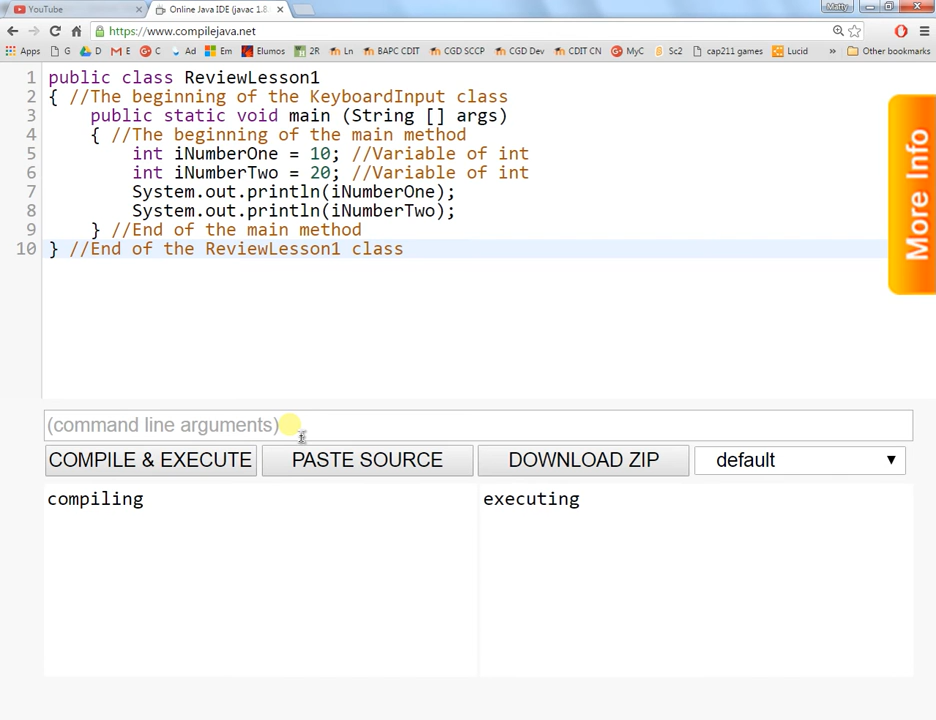 YouTube
Online Java IDE (javac 1.8
Matty
https://www.compilejava.net
Apps G D M E C Ad Em Elumos 2R Ln BAPC CDIT CGD SCCP CGD Dev CDIT CN MyC Sc2 cap211 games Lucid » Other bookmarks
1 public class ReviewLesson1
2 { //The beginning of the KeyboardInput class
3 public static void main (String [] args)
4 { //The beginning of the main method
5 int iNumberOne = 10; //Variable of int
6 int iNumberTwo = 20; //Variable of int
7 System.out.println(iNumberOne);
8 System.out.println(iNumberTwo);
9 } //End of the main method
10 } //End of the ReviewLesson1 class
More Info
(command line arguments)
COMPILE & EXECUTE PASTE SOURCE DOWNLOAD ZIP default
compiling executing